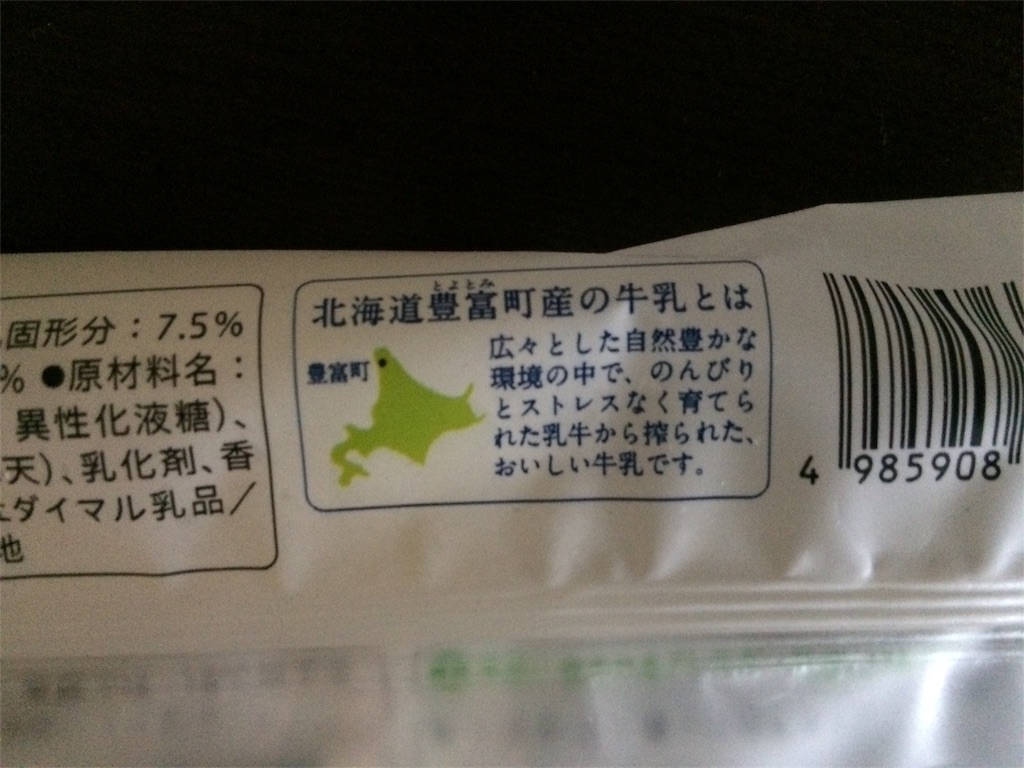 固形分：7.5%
% ●原材料名：
異性化液糖)、
天)、乳化剤、香
ダイマル乳品／
地
とよとみ
北海道豊富町産の牛乳とは
豊富町
広々とした自然豊かな
環境の中で、のんびり
とストレスなく育てら
れた乳牛から搾られた、
おいしい牛乳です。
4 985908